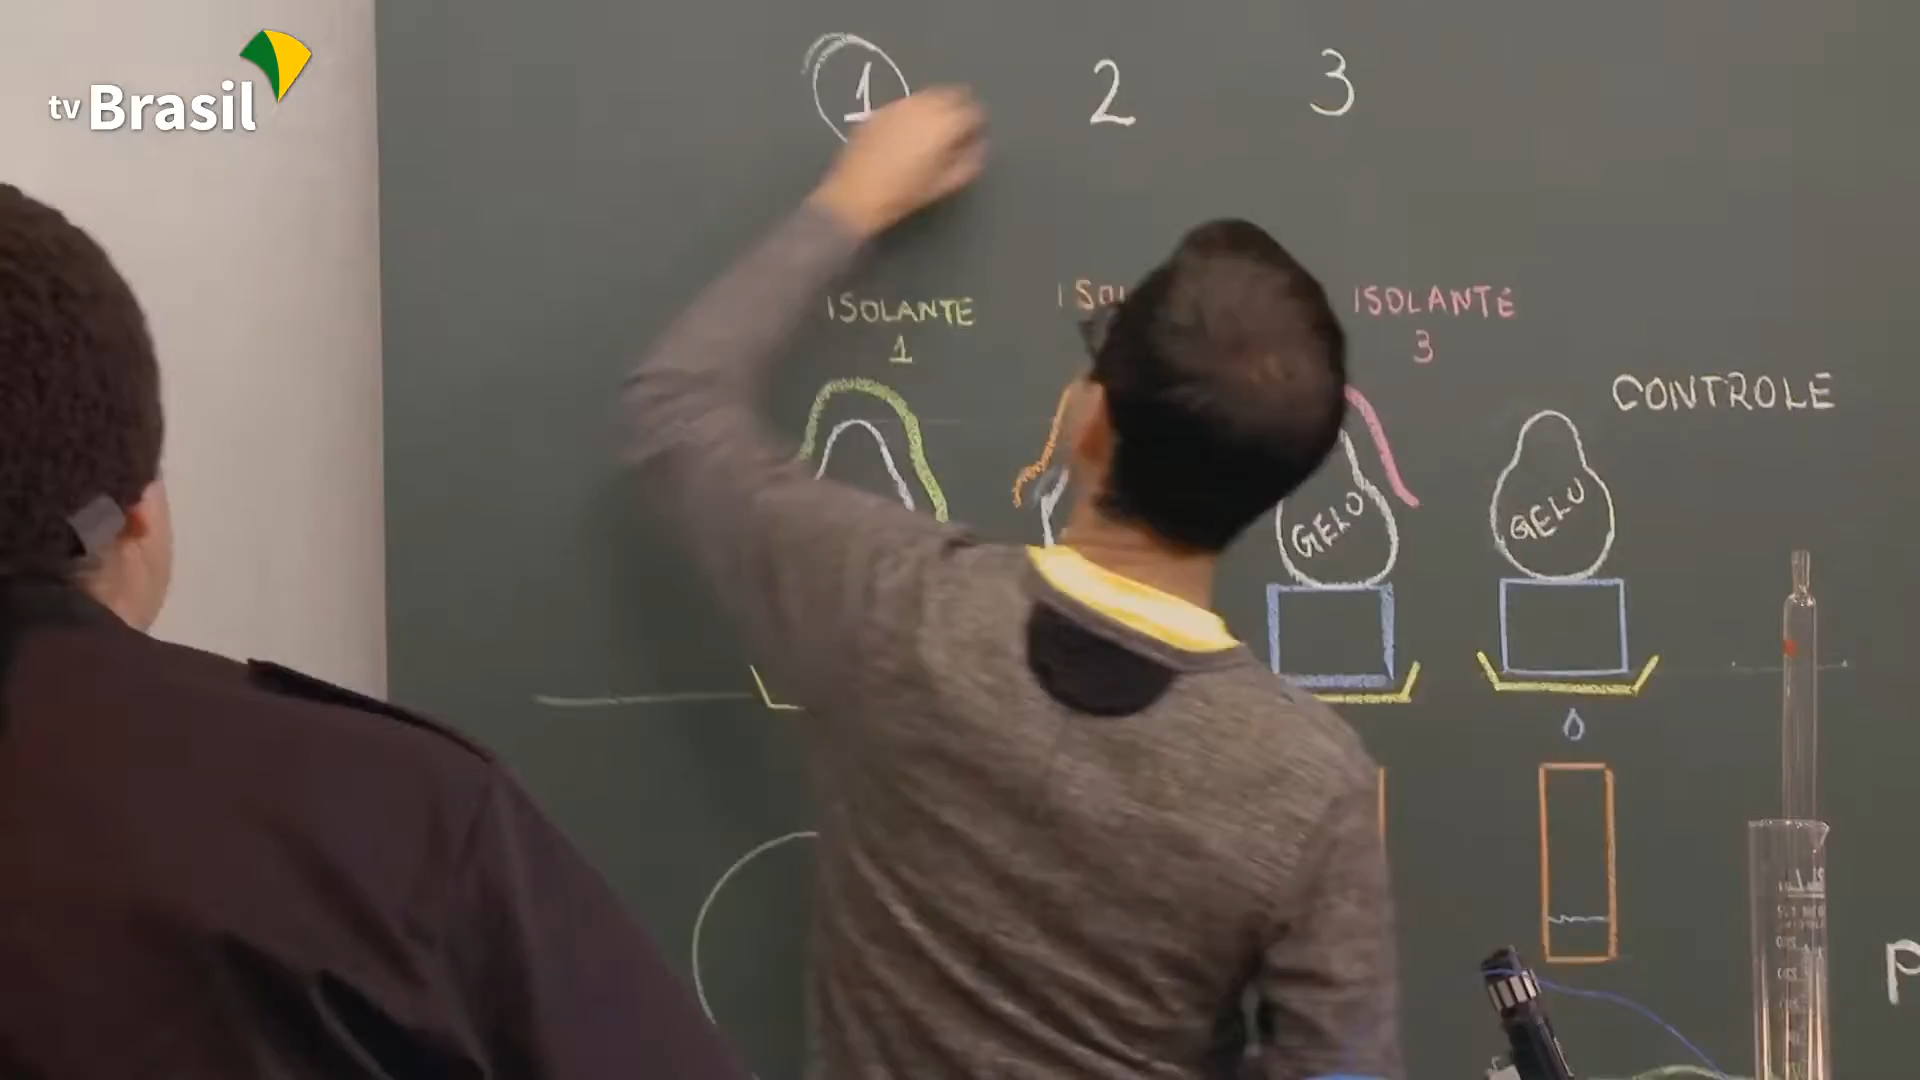 tv Brasil
1 2 3
ISOLANTE
1
ISOLANTE
3
CONTROLE
GELO
GELO